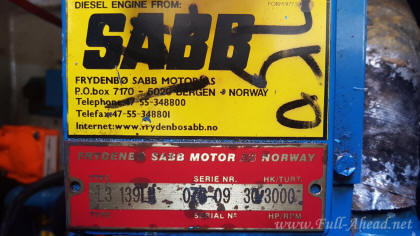 DIESEL ENGINE FROM:
SABB
FRYDENBØ SABB MOTOR AS
P.O.box 7170 - 5020 BERGEN - NORWAY
Telephone:47-55-348800
Telefax:47-55-348801
Internet:www.frydenbosabb.no
FRYDENBØ SABB MOTOR AS NORWAY
TYPE SERIE NR. HK/TURT.
L3 139LB 09 30/3000
TYPE SERIAL Nº HP/RPM
www.Full-Ahead.net